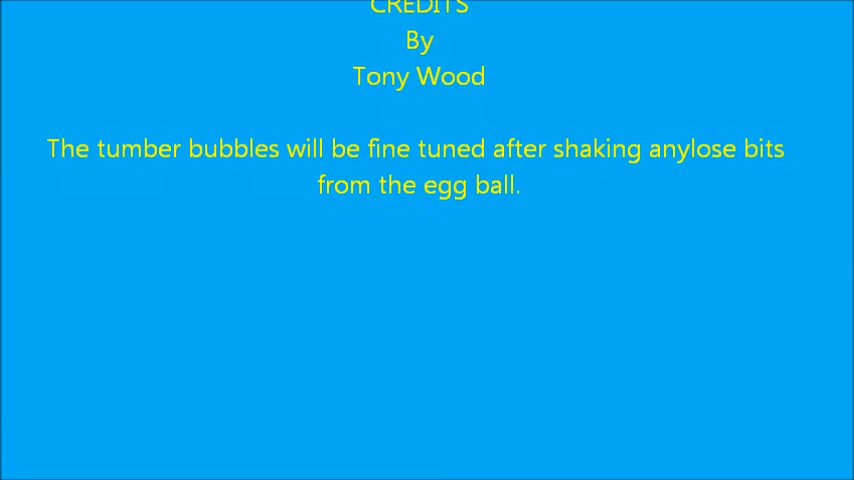 CREDITS
By
Tony Wood
The tumber bubbles will be fine tuned after shaking anylose bits
from the egg ball.